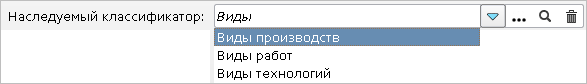 Наследуемый классификатор: Виды
Виды производств
Виды работ
Виды технологий